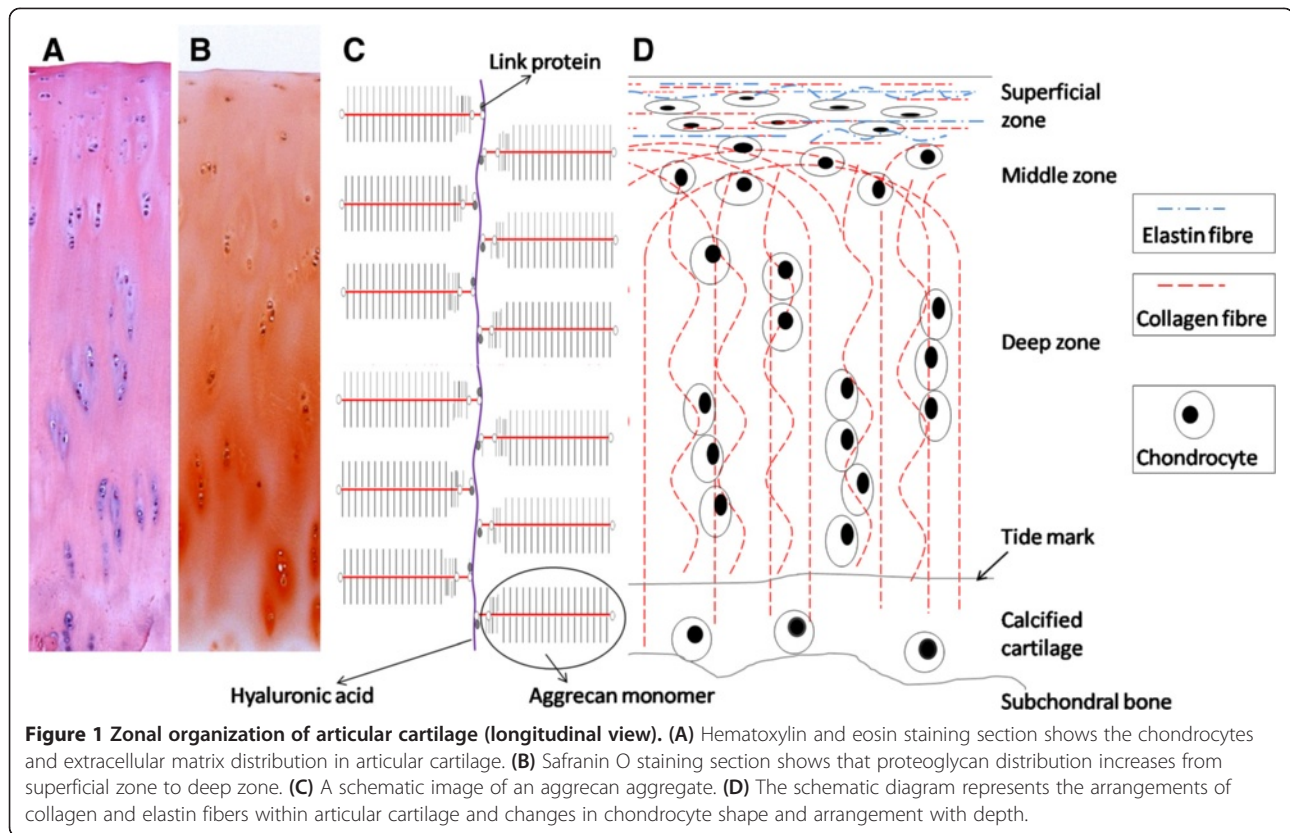 A
B
C
D
Link protein
Superficial
zone
Middle zone
Elastin fibre
Collagen fibre
Deep zone
Chondrocyte
Tide mark
Calcified
cartilage
Hyaluronic acid
Aggrecan monomer
Subchondral bone
Figure 1 Zonal organization of articular cartilage (longitudinal view). (A) Hematoxylin and eosin staining section shows the chondrocytes
and extracellular matrix distribution in articular cartilage. (B) Safranin O staining section shows that proteoglycan distribution increases from
superficial zone to deep zone. (C) A schematic image of an aggrecan aggregate. (D) The schematic diagram represents the arrangements of
collagen and elastin fibers within articular cartilage and changes in chondrocyte shape and arrangement with depth.